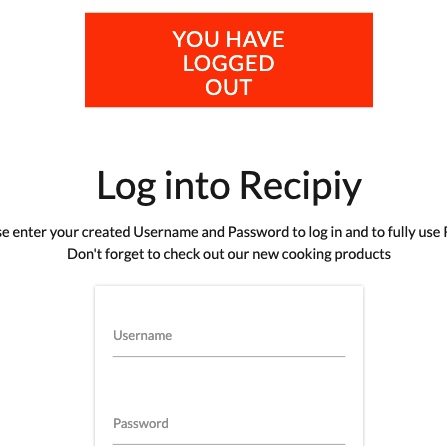 YOU HAVE
LOGGED
OUT
Log into Recipiy
enter your created Username and Password to log in and to fully use
Don't forget to check out our new cooking products
Username
Password